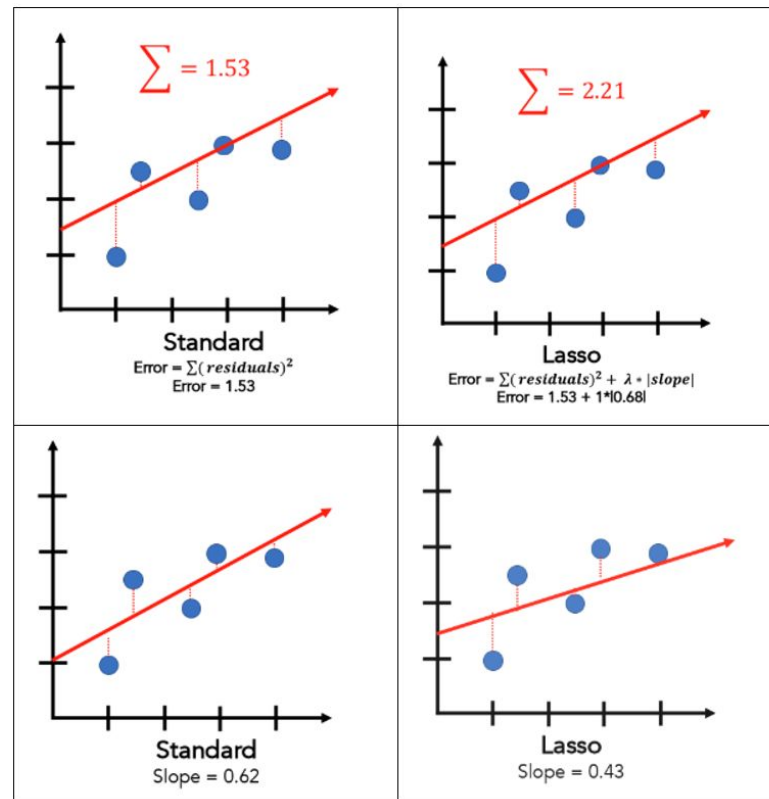 ∑ = 1.53
Standard
Error = ∑(residuals)²
Error = 1.53
∑ = 2.21
Lasso
Error = ∑(residuals)² + λ * |slope|
Error = 1.53 + 1*|0.68|
Standard
Slope = 0.62
Lasso
Slope = 0.43